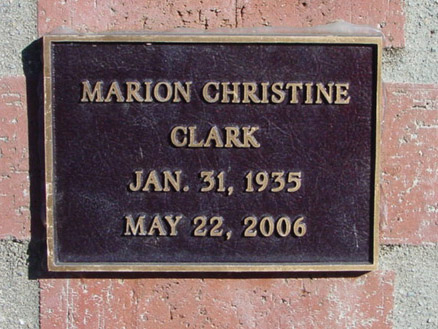 MARION CHRISTINE
CLARK
JAN. 31, 1935
MAY 22, 2006